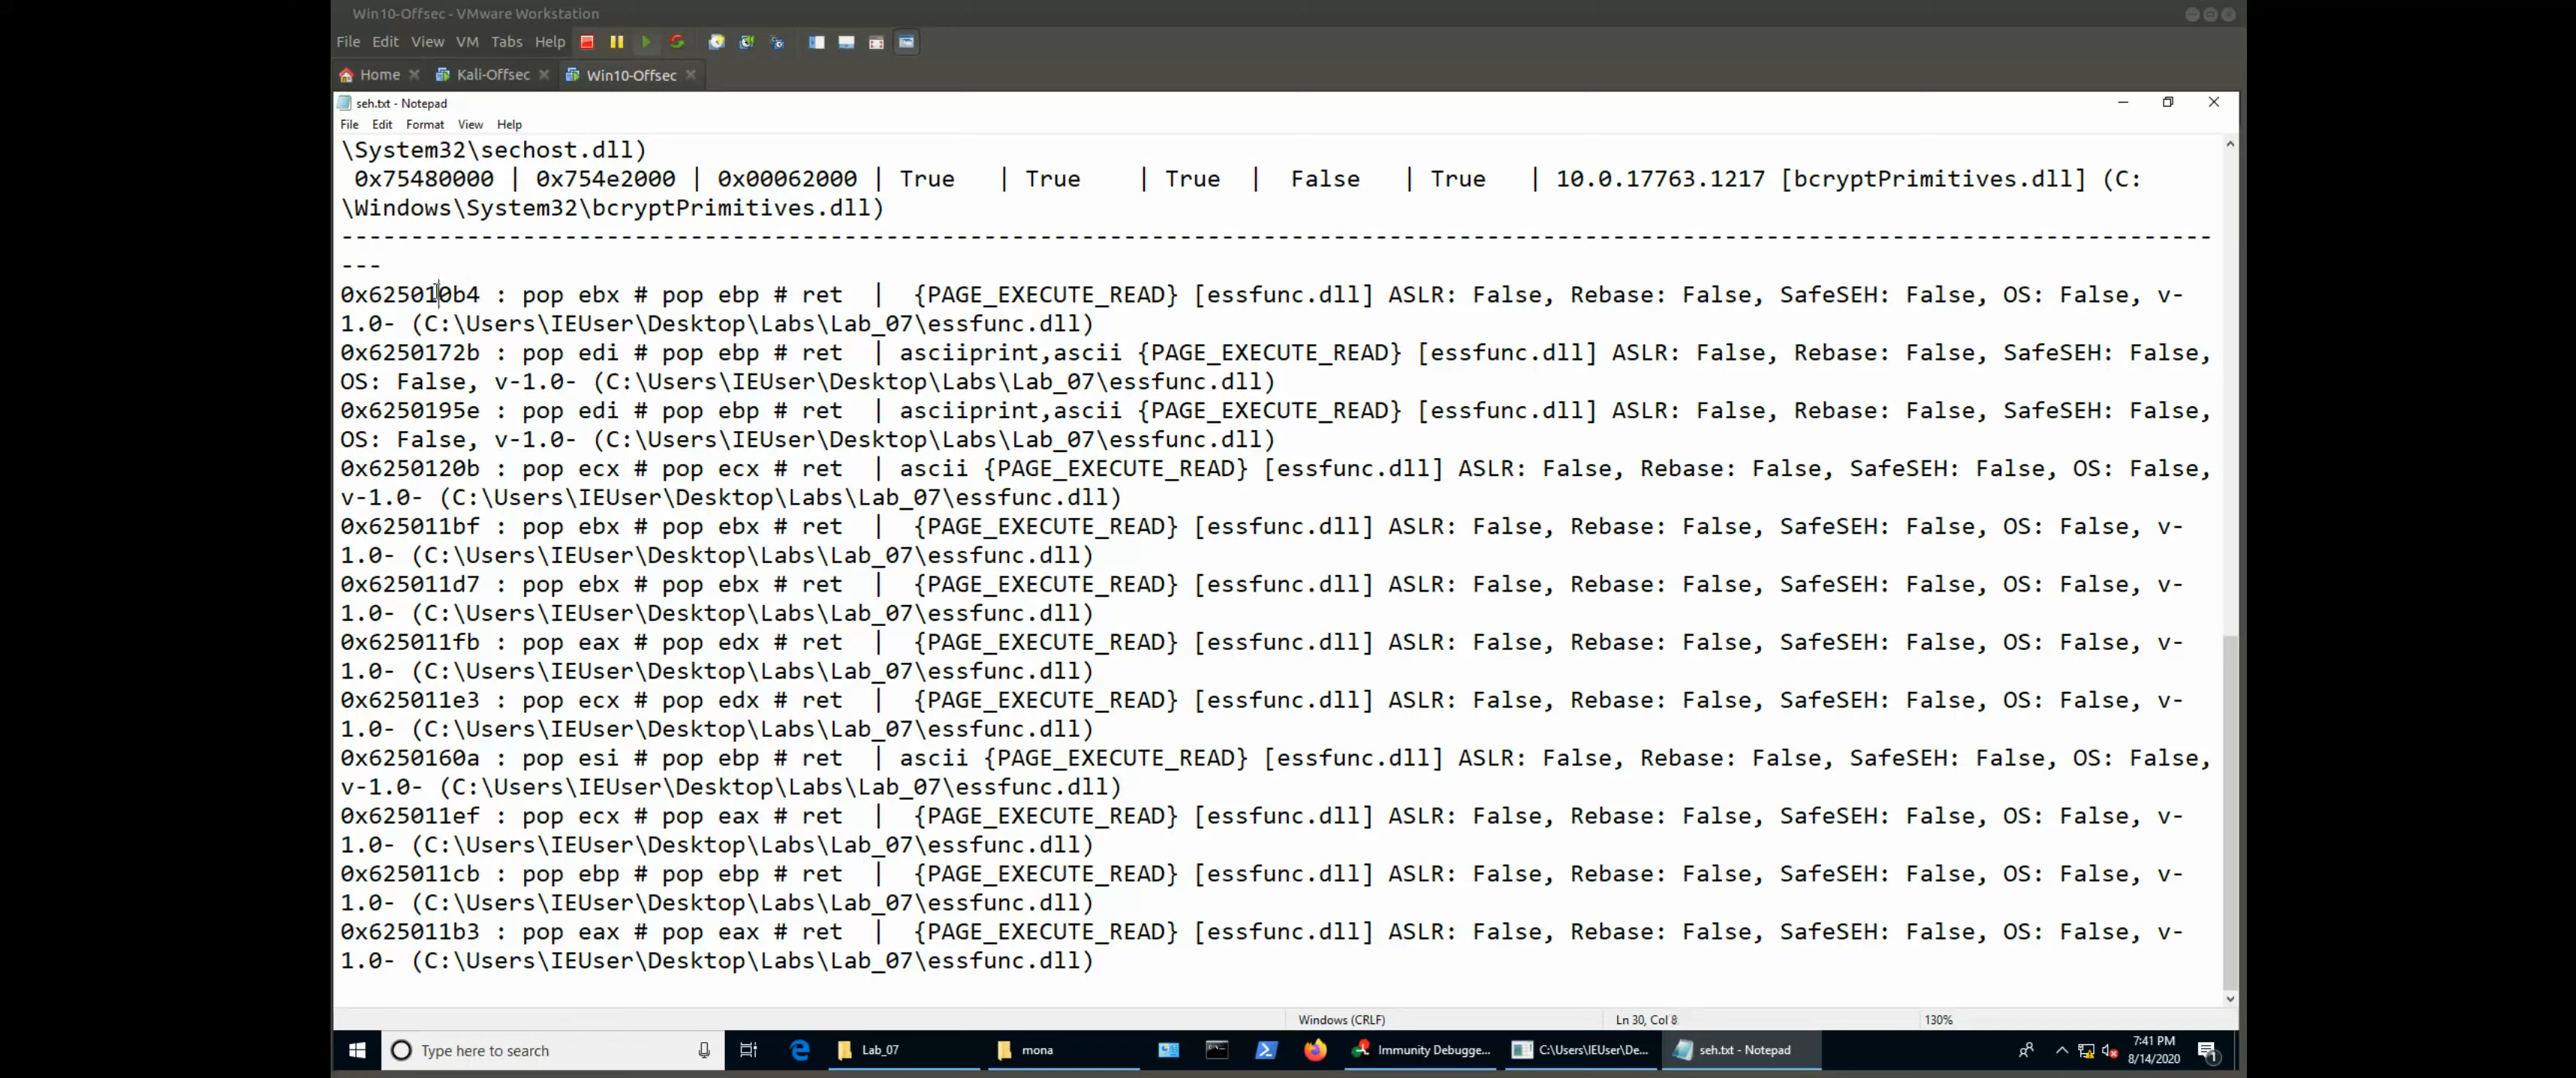 Win10-Offsec - VMware Workstation
File Edit View VM Tabs Help
Home Kali-Offsec Win10-Offsec
seh.txt - Notepad
File Edit Format View Help
\System32\sechost.dll)
0x75480000 | 0x754e2000 | 0x00062000 | True | True | True | False | True | 10.0.17763.1217 [bcryptPrimitives.dll] (C:
\Windows\System32\bcryptPrimitives.dll)
--------------------------------------------------------------------------------------------------------------------------------------
---
0x625010b4 : pop ebx # pop ebp # ret | {PAGE_EXECUTE_READ} [essfunc.dll] ASLR: False, Rebase: False, SafeSEH: False, OS: False, v-
1.0- (C:\Users\IEUser\Desktop\Labs\Lab_07\essfunc.dll)
0x6250172b : pop edi # pop ebp # ret | asciiprint,ascii {PAGE_EXECUTE_READ} [essfunc.dll] ASLR: False, Rebase: False, SafeSEH: False,
OS: False, v-1.0- (C:\Users\IEUser\Desktop\Labs\Lab_07\essfunc.dll)
0x6250195e : pop edi # pop ebp # ret | asciiprint,ascii {PAGE_EXECUTE_READ} [essfunc.dll] ASLR: False, Rebase: False, SafeSEH: False,
OS: False, v-1.0- (C:\Users\IEUser\Desktop\Labs\Lab_07\essfunc.dll)
0x6250120b : pop ecx # pop ecx # ret | ascii {PAGE_EXECUTE_READ} [essfunc.dll] ASLR: False, Rebase: False, SafeSEH: False, OS: False,
v-1.0- (C:\Users\IEUser\Desktop\Labs\Lab_07\essfunc.dll)
0x625011bf : pop ebx # pop ebx # ret | {PAGE_EXECUTE_READ} [essfunc.dll] ASLR: False, Rebase: False, SafeSEH: False, OS: False, v-
1.0- (C:\Users\IEUser\Desktop\Labs\Lab_07\essfunc.dll)
0x625011d7 : pop ebx # pop ebx # ret | {PAGE_EXECUTE_READ} [essfunc.dll] ASLR: False, Rebase: False, SafeSEH: False, OS: False, v-
1.0- (C:\Users\IEUser\Desktop\Labs\Lab_07\essfunc.dll)
0x625011fb : pop eax # pop edx # ret | {PAGE_EXECUTE_READ} [essfunc.dll] ASLR: False, Rebase: False, SafeSEH: False, OS: False, v-
1.0- (C:\Users\IEUser\Desktop\Labs\Lab_07\essfunc.dll)
0x625011e3 : pop ecx # pop edx # ret | {PAGE_EXECUTE_READ} [essfunc.dll] ASLR: False, Rebase: False, SafeSEH: False, OS: False, v-
1.0- (C:\Users\IEUser\Desktop\Labs\Lab_07\essfunc.dll)
0x6250160a : pop esi # pop ebp # ret | ascii {PAGE_EXECUTE_READ} [essfunc.dll] ASLR: False, Rebase: False, SafeSEH: False, OS: False,
v-1.0- (C:\Users\IEUser\Desktop\Labs\Lab_07\essfunc.dll)
0x625011ef : pop ecx # pop eax # ret | {PAGE_EXECUTE_READ} [essfunc.dll] ASLR: False, Rebase: False, SafeSEH: False, OS: False, v-
1.0- (C:\Users\IEUser\Desktop\Labs\Lab_07\essfunc.dll)
0x625011cb : pop ebp # pop ebp # ret | {PAGE_EXECUTE_READ} [essfunc.dll] ASLR: False, Rebase: False, SafeSEH: False, OS: False, v-
1.0- (C:\Users\IEUser\Desktop\Labs\Lab_07\essfunc.dll)
0x625011b3 : pop eax # pop eax # ret | {PAGE_EXECUTE_READ} [essfunc.dll] ASLR: False, Rebase: False, SafeSEH: False, OS: False, v-
1.0- (C:\Users\IEUser\Desktop\Labs\Lab_07\essfunc.dll)
Windows (CRLF) Ln 30, Col 8 130%
Type here to search Lab_07 mona Immunity Debugge... C:\Users\IEUser\De... seh.txt - Notepad 7:41 PM
8/14/2020 1